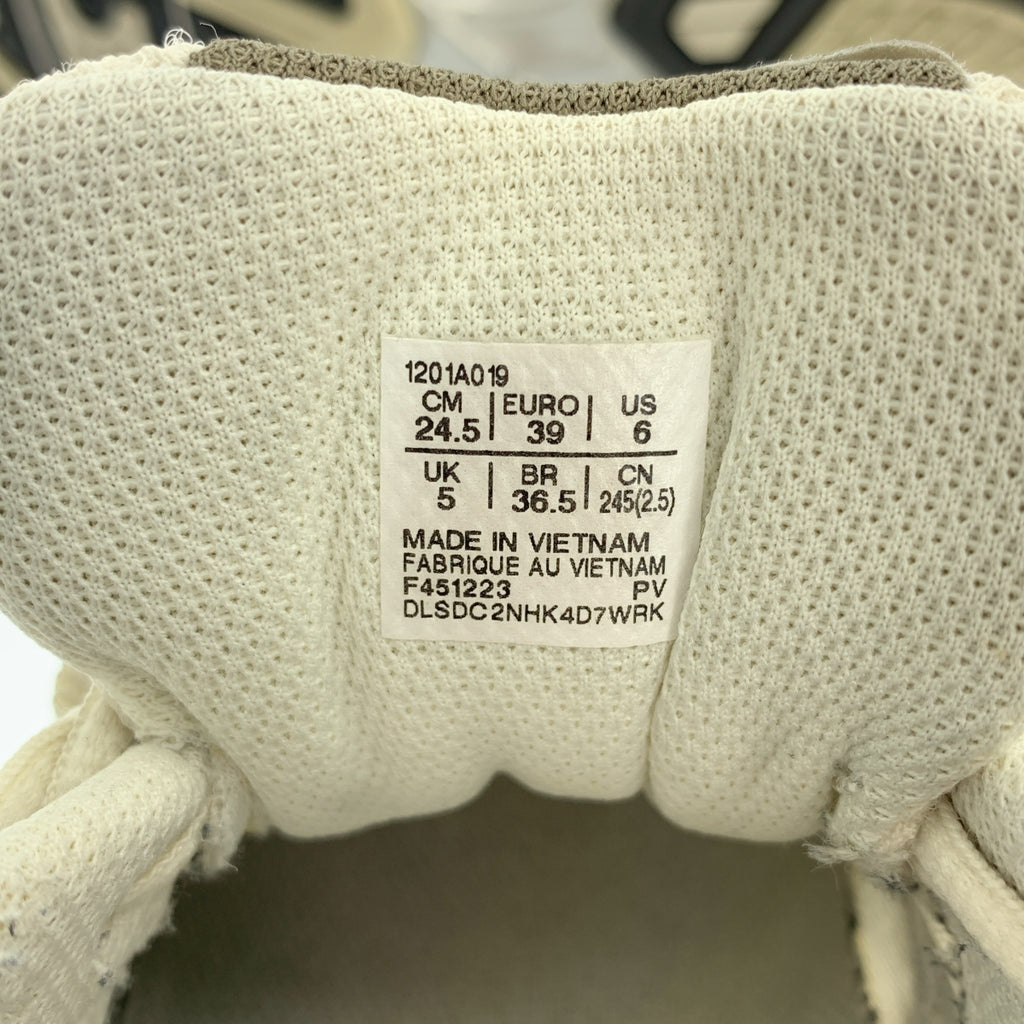 1201A019
CM | EURO | US
24.5 | 39 | 6
UK | BR | CN
5 | 36.5 | 245(2.5)
MADE IN VIETNAM
FABRIQUE AU VIETNAM
F451223 PV
DLSDC2NHK4D7WRK